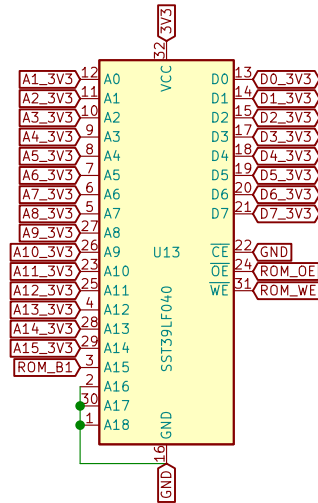 3V3
32
VCC
A1_3V3 12 A0 D0 13 D0_3V3
A2_3V3 11 A1 D1 14 D1_3V3
A3_3V3 10 A2 D2 15 D2_3V3
A4_3V3 9 A3 D3 17 D3_3V3
A5_3V3 8 A4 D4 18 D4_3V3
A6_3V3 7 A5 D5 19 D5_3V3
A7_3V3 6 A6 D6 20 D6_3V3
A8_3V3 5 A7 D7 21 D7_3V3
A9_3V3 27 A8
A10_3V3 26 A9 U13 CE 22 GND
A11_3V3 23 A10 OE 24 ROM_OE
A12_3V3 25 A11 WE 31 ROM_WE
A13_3V3 4 A12
A14_3V3 28 A13
A15_3V3 29 A14
ROM_B1 3 A15
2 A16
30 A17
1 A18
SST39LF040
GND
16
GND